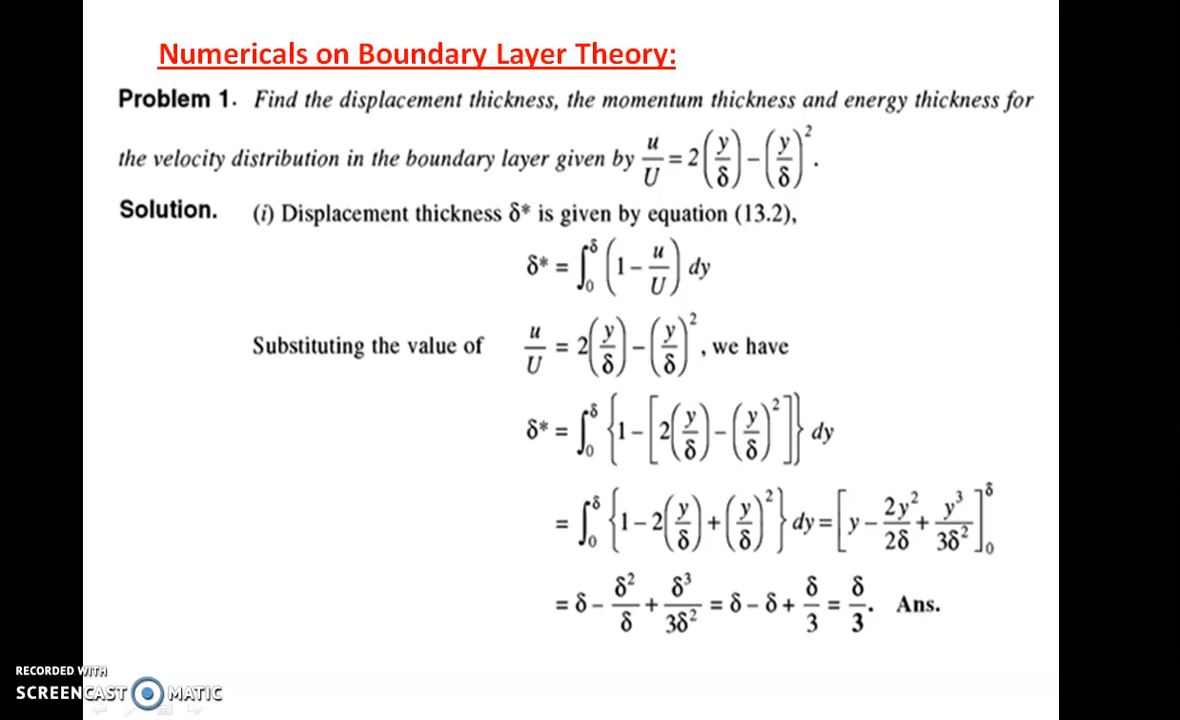 Numericals on Boundary Layer Theory:
Problem 1. Find the displacement thickness, the momentum thickness and energy thickness for
the velocity distribution in the boundary layer given by u/U = 2(y/δ) − (y/δ)².
Solution. (i) Displacement thickness δ* is given by equation (13.2),
δ* = ∫₀^δ (1 − u/U) dy
Substituting the value of u/U = 2(y/δ) − (y/δ)², we have
δ* = ∫₀^δ {1 − [2(y/δ) − (y/δ)²]} dy
= ∫₀^δ {1 − 2(y/δ) + (y/δ)²} dy = [y − 2y²/2δ + y³/3δ²]₀^δ
= δ − δ²/δ + δ³/3δ² = δ − δ + δ/3 = δ/3. Ans.
RECORDED WITH
SCREENCAST MATIC